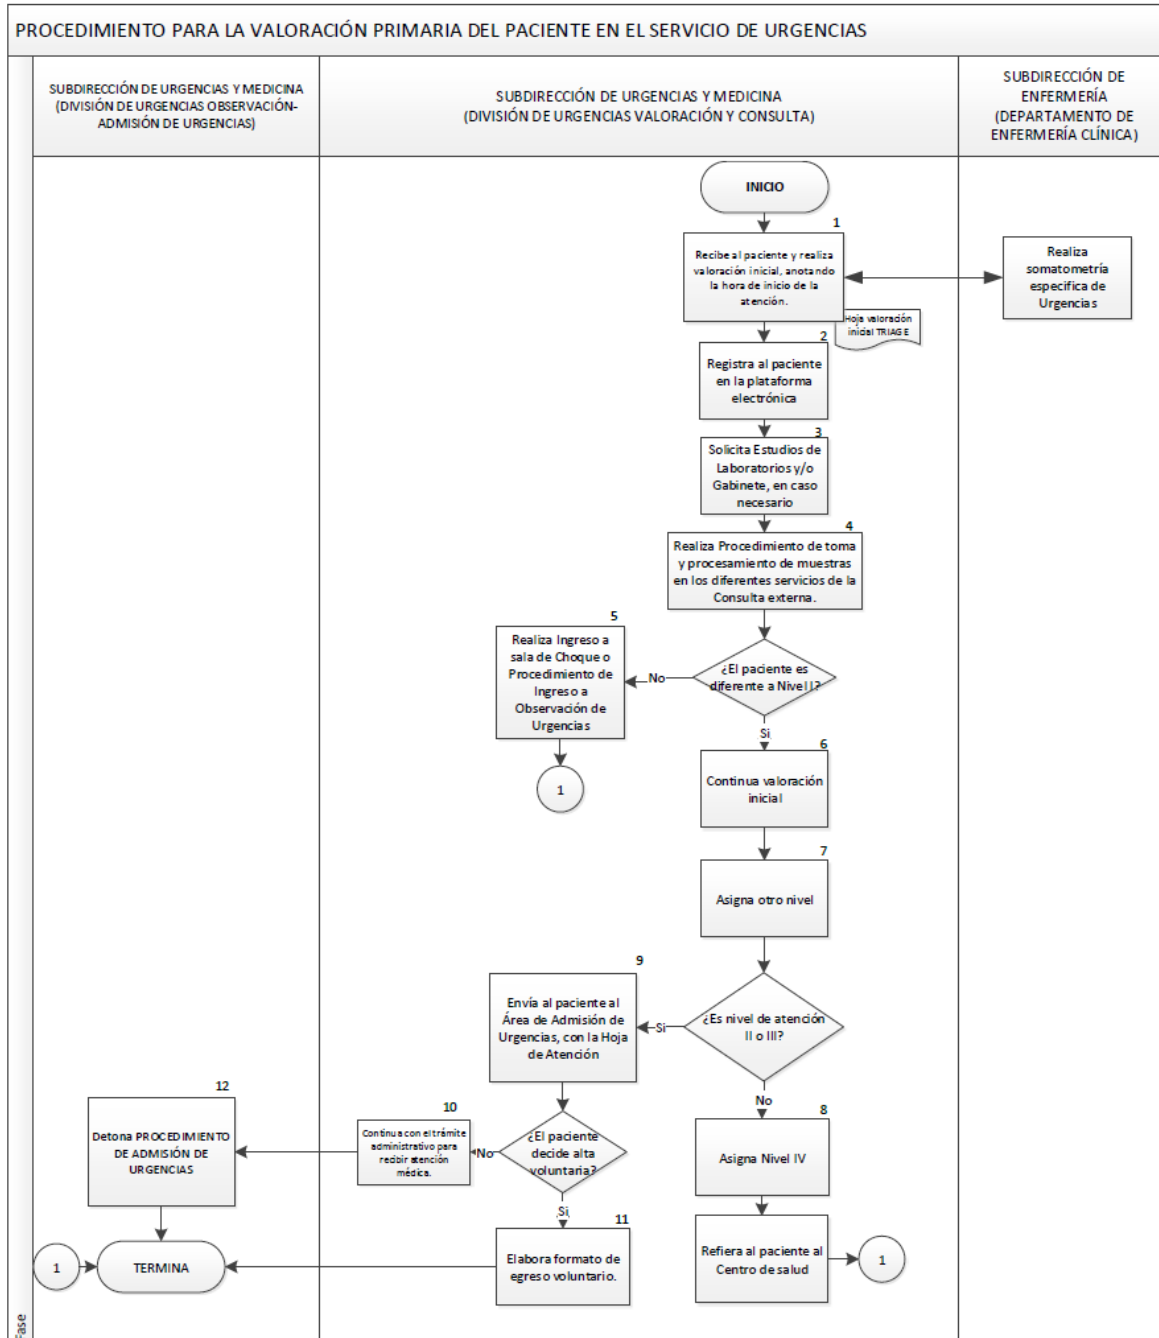 PROCEDIMIENTO PARA LA VALORACIÓN PRIMARIA DEL PACIENTE EN EL SERVICIO DE URGENCIAS
SUBDIRECCIÓN DE URGENCIAS Y MEDICINA
(DIVISIÓN DE URGENCIAS OBSERVACIÓN-
ADMISIÓN DE URGENCIAS)
SUBDIRECCIÓN DE URGENCIAS Y MEDICINA
(DIVISIÓN DE URGENCIAS VALORACIÓN Y CONSULTA)
SUBDIRECCIÓN DE
ENFERMERÍA
(DEPARTAMENTO DE
ENFERMERÍA CLÍNICA)
INICIO
1
Recibe al paciente y realiza
valoración inicial, anotando
la hora de inicio de la
atención.
Realiza
somatometría
especifica de
Urgencias
Hoja valoración
inicial TRIAGE
2
Registra al paciente
en la plataforma
electrónica
3
Solicita Estudios de
Laboratorios y/o
Gabinete, en caso
necesario
4
Realiza Procedimiento de toma
y procesamiento de muestras
en los diferentes servicios de la
Consulta externa.
¿El paciente es
diferente a Nivel I?
No
5
Realiza Ingreso a
sala de Choque o
Procedimiento de
Ingreso a
Observación de
Urgencias
1
Si
6
Continua valoración
inicial
7
Asigna otro nivel
¿Es nivel de atención
II o III?
Si
9
Envía al paciente al
Área de Admisión de
Urgencias, con la Hoja
de Atención
No
8
Asigna Nivel IV
¿El paciente
decide alta
voluntaria?
No
10
Continua con el trámite
administrativo para
recibir atención
médica.
12
Detona PROCEDIMIENTO
DE ADMISIÓN DE
URGENCIAS
Si
11
Elabora formato de
egreso voluntario.
Refiera al paciente al
Centro de salud
1
1
TERMINA
Fase